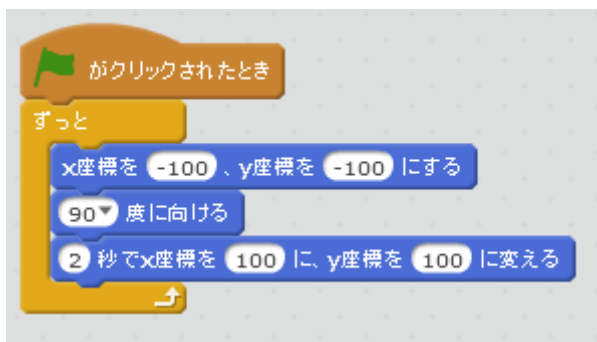 がクリックされたとき
ずっと
x座標を -100 、y座標を -100 にする
90▼ 度に向ける
2 秒でx座標を 100 に、y座標を 100 に変える